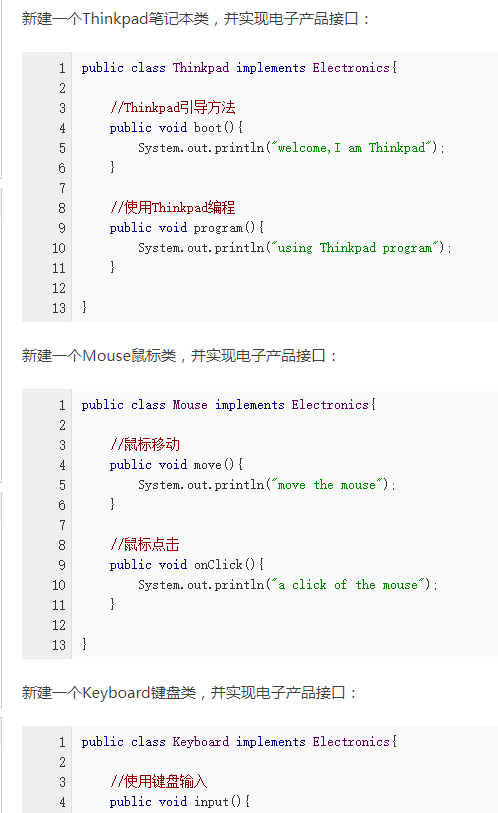 新建一个Thinkpad笔记本类，并实现电子产品接口：
1 public class Thinkpad implements Electronics{
2
3     //Thinkpad引导方法
4     public void boot(){
5         System.out.println("welcome,I am Thinkpad");
6     }
7
8     //使用Thinkpad编程
9     public void program(){
10         System.out.println("using Thinkpad program");
11     }
12
13 }
新建一个Mouse鼠标类，并实现电子产品接口：
1 public class Mouse implements Electronics{
2
3     //鼠标移动
4     public void move(){
5         System.out.println("move the mouse");
6     }
7
8     //鼠标点击
9     public void onClick(){
10         System.out.println("a click of the mouse");
11     }
12
13 }
新建一个Keyboard键盘类，并实现电子产品接口：
1 public class Keyboard implements Electronics{
2
3     //使用键盘输入
4     public void input(){